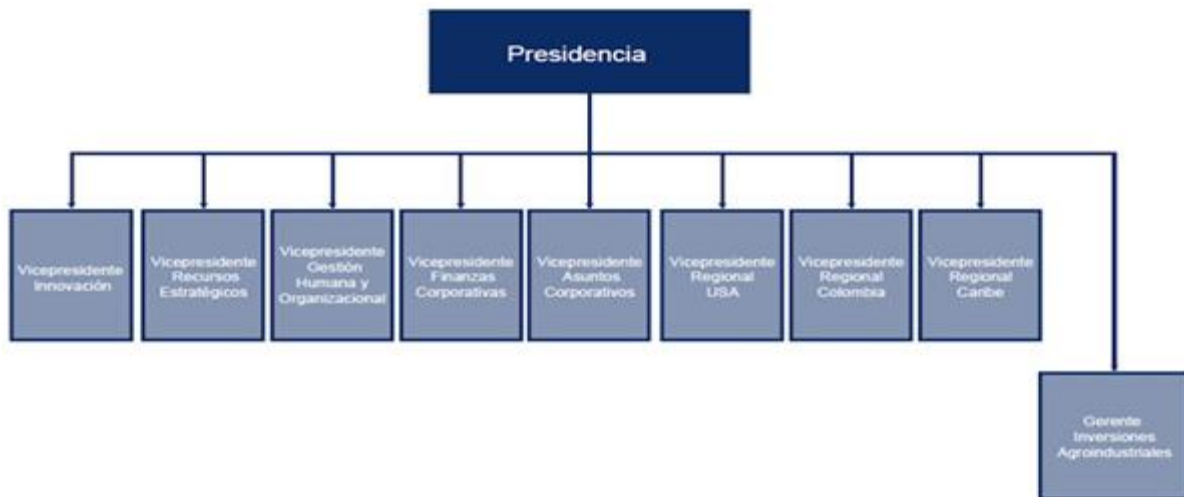 Presidencia
Vicepresidente
Innovación
Vicepresidente
Recursos
Estratégicos
Vicepresidente
Gestión
Humana y
Organizacional
Vicepresidente
Finanzas
Corporativas
Vicepresidente
Asuntos
Corporativos
Vicepresidente
Regional
USA
Vicepresidente
Regional
Colombia
Vicepresidente
Regional
Caribe
Gerente
Inversiones
Agroindustriales